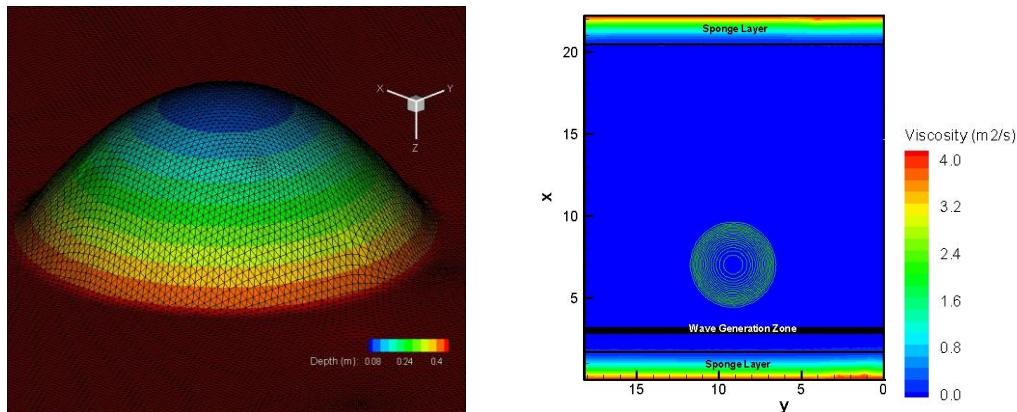 X
Y
Z
Depth (m): 0.08 0.24 0.4
Sponge Layer
20
15
x
10
5
Wave Generation Zone
Sponge Layer
15 10 5 0
y
Viscosity (m2/s)
4.0
3.2
2.4
1.6
0.8
0.0